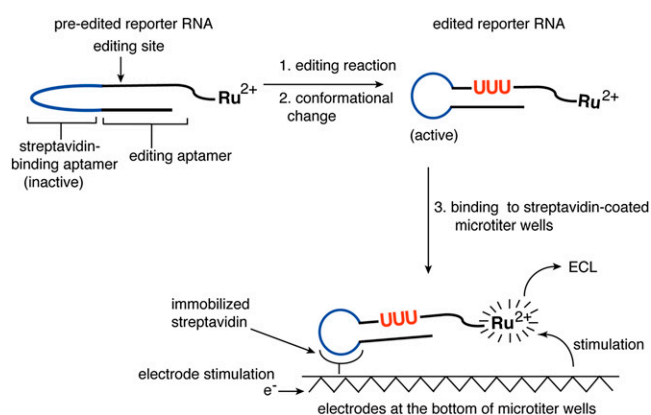 pre-edited reporter RNA
editing site
Ru2+
streptavidin-
binding aptamer
(inactive)
editing aptamer
1. editing reaction
2. conformational
change
edited reporter RNA
UUU
Ru2+
(active)
3. binding to streptavidin-coated
microtiter wells
ECL
immobilized
streptavidin
UUU
Ru2+
stimulation
electrode stimulation
e-
electrodes at the bottom of microtiter wells